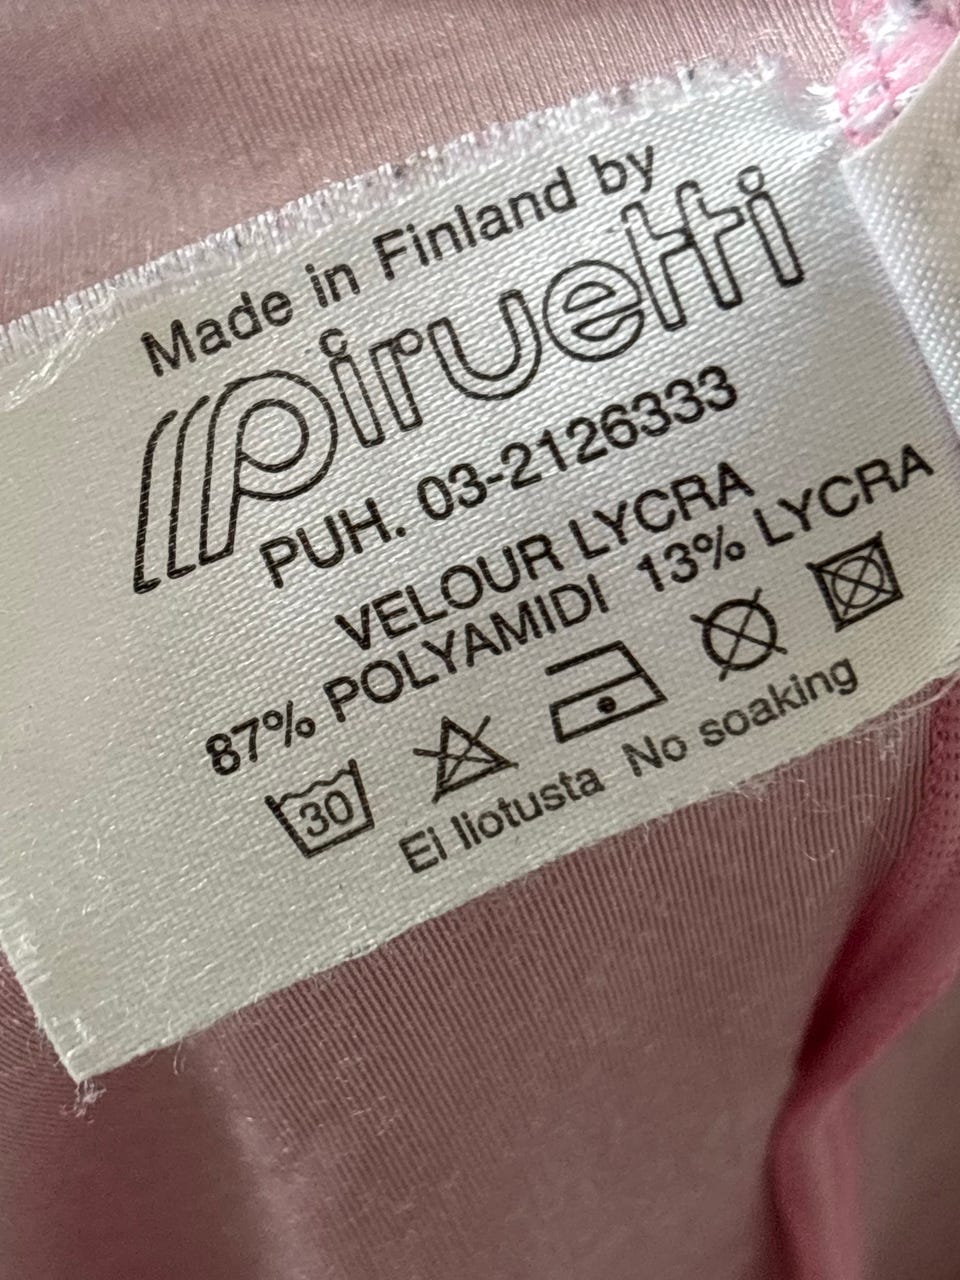 Made in Finland by
piruetti
PUH. 03-2126333
VELOUR LYCRA
87% POLYAMIDI 13% LYCRA
30
Ei liotusta No soaking